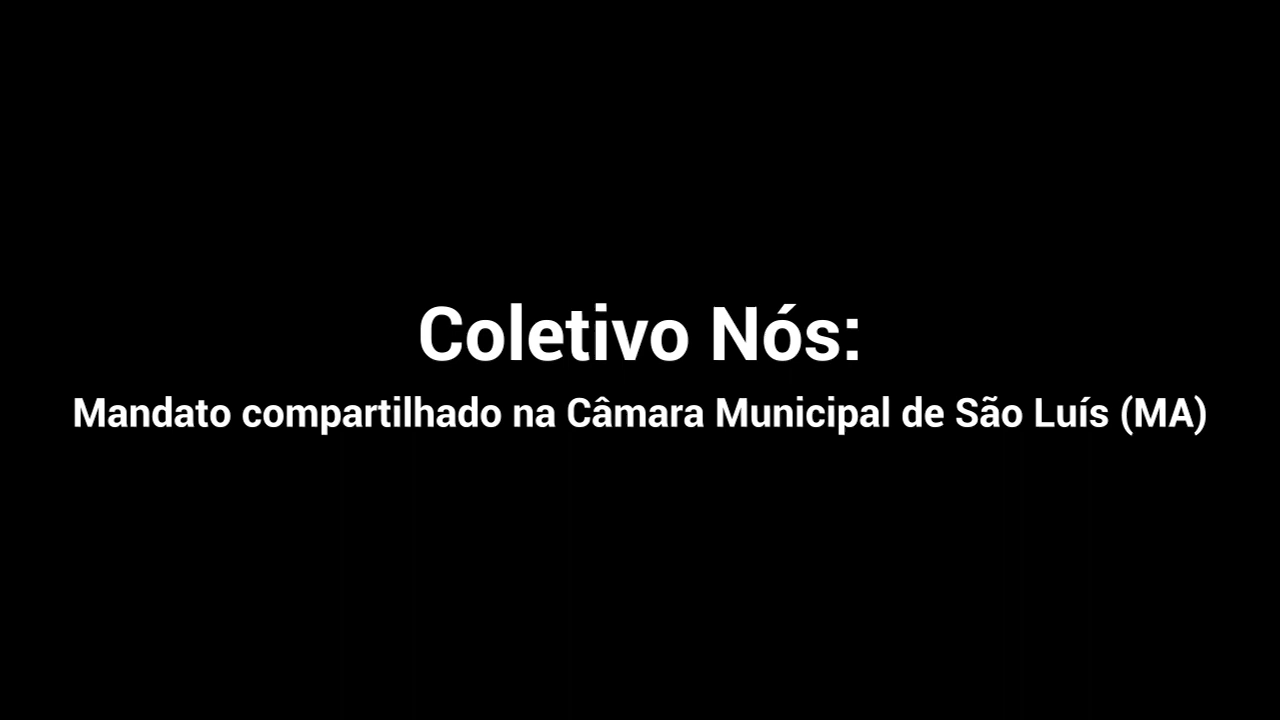 Coletivo Nós:
Mandato compartilhado na Câmara Municipal de São Luís (MA)